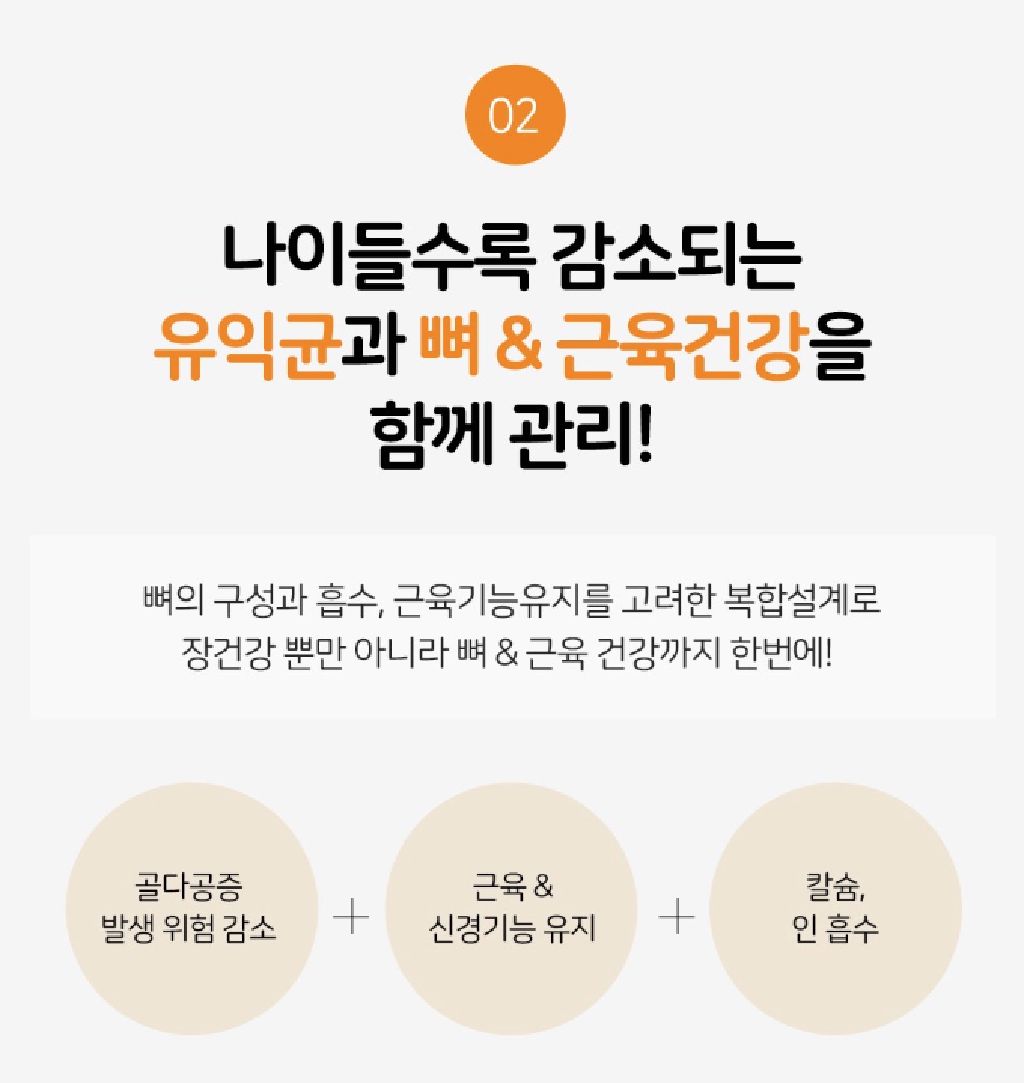 02
나이들수록 감소되는
유익균과 뼈 & 근육건강을
함께 관리!
뼈의 구성과 흡수, 근육기능유지를 고려한 복합설계로
장건강 뿐만 아니라 뼈 & 근육 건강까지 한번에!
골다공증
발생 위험 감소
+
근육 &
신경기능 유지
+
칼슘,
인 흡수